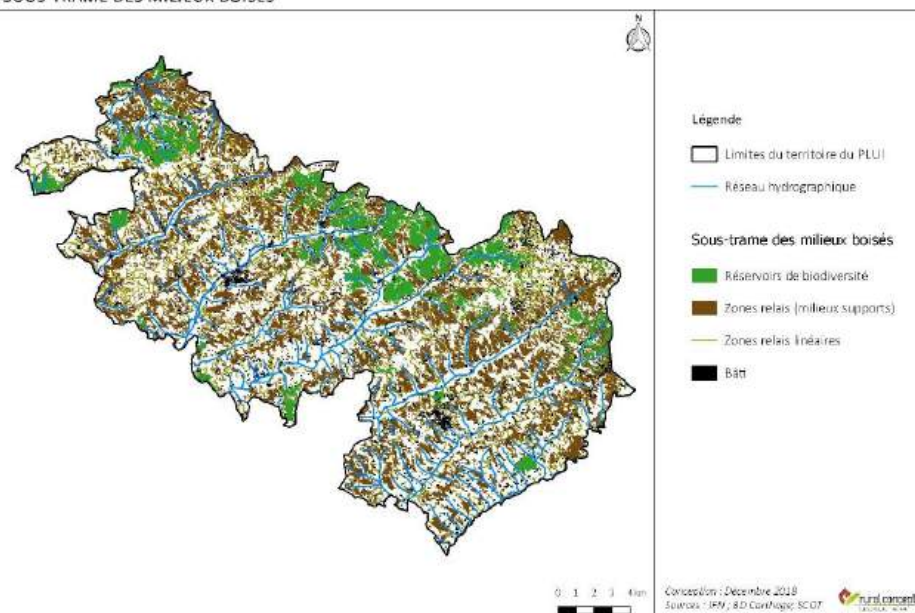 SOUS-TRAME DES MILIEUX BOISES
N
Légende
Limites du territoire du PLUI
Réseau hydrographique
Sous-trame des milieux boisés
Réservoirs de biodiversité
Zones relais (milieux supports)
Zones relais linéaires
Bâti
0 1 2 3 4 km
Conception : Décembre 2018
Sources : IFN ; BD Carthage; SCOT
rural concept